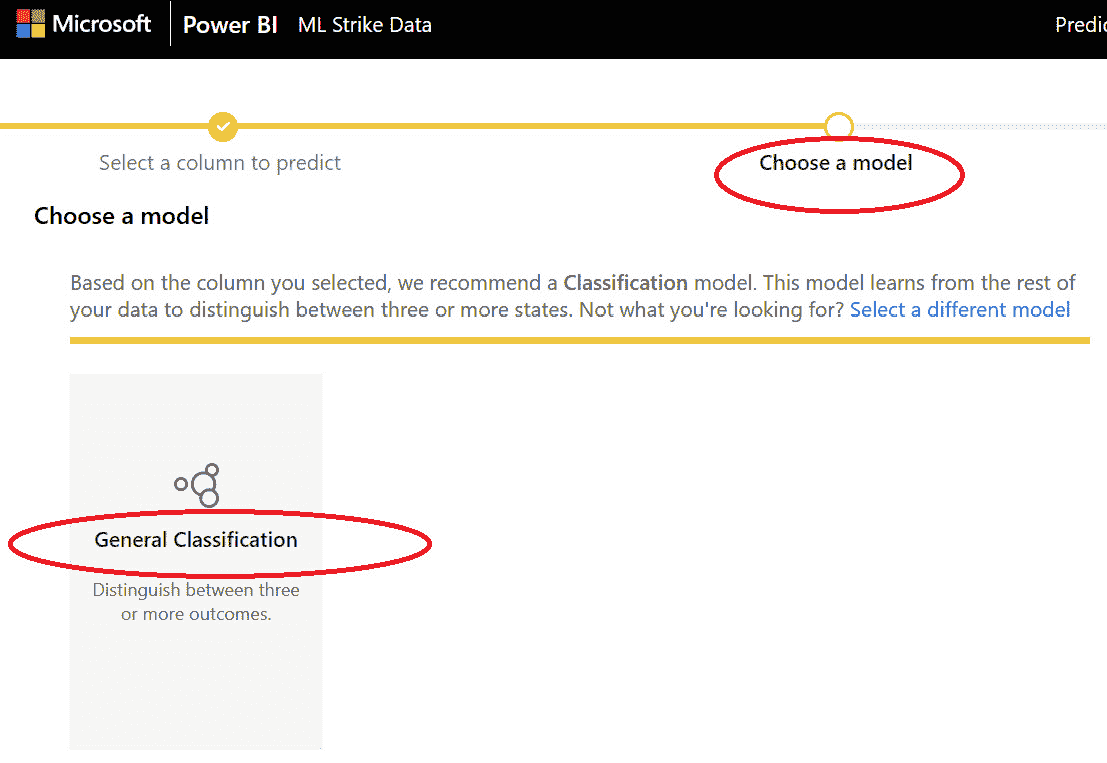 Microsoft Power BI ML Strike Data
Select a column to predict
Choose a model
Choose a model
Based on the column you selected, we recommend a Classification model. This model learns from the rest of
your data to distinguish between three or more states. Not what you're looking for? Select a different model
General Classification
Distinguish between three
or more outcomes.